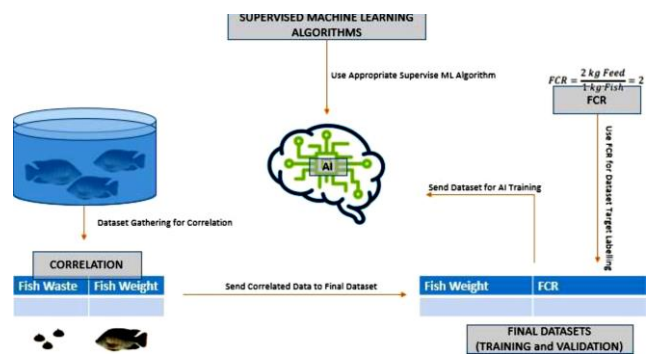 SUPERVISED MACHINE LEARNING
ALGORITHMS
Use Appropriate Supervise ML Algorithm
FCR = 2 kg Feed / 1 kg Fish = 2
FCR
AI
Send Dataset for AI Training
Use FCR for Dataset Target Labelling
Dataset Gathering for Correlation
CORRELATION
Fish Waste Fish Weight
Send Correlated Data to Final Dataset
Fish Weight FCR
FINAL DATASETS
(TRAINING and VALIDATION)